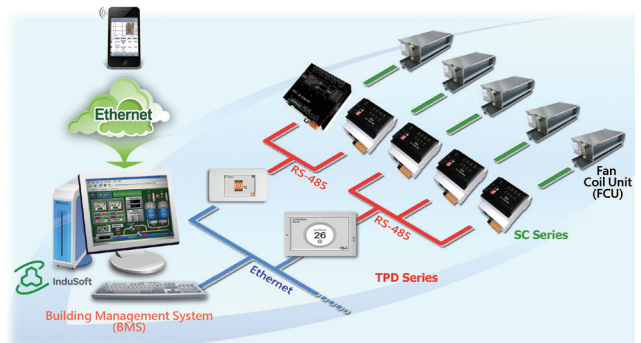 Ethernet
RS-485
Fan
Coil Unit
(FCU)
RS-485
26
SC Series
InduSoft
Ethernet
TPD Series
Building Management System
(BMS)